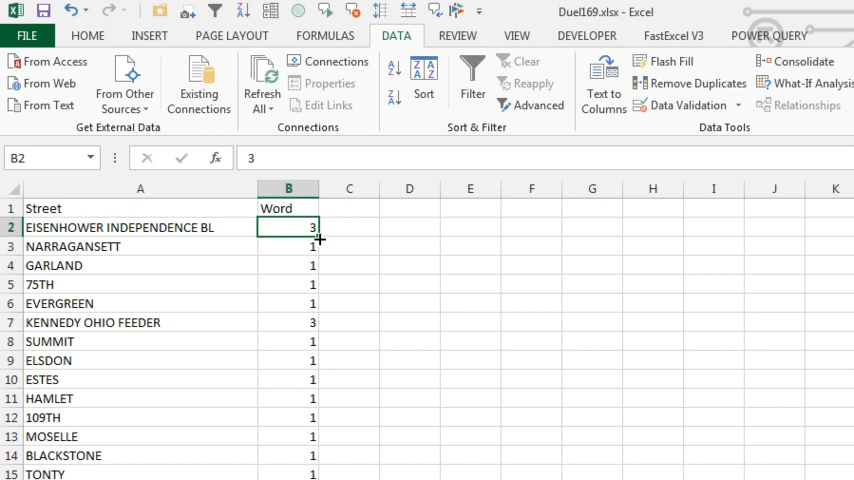 Duel169.xlsx - Excel
FILE HOME INSERT PAGE LAYOUT FORMULAS DATA REVIEW VIEW DEVELOPER FastExcel V3 POWER QUERY
From Access
From Web
From Text
From Other Sources
Existing Connections
Get External Data
Refresh All
Connections
Properties
Edit Links
Connections
Sort
Filter
Clear
Reapply
Advanced
Sort & Filter
Text to Columns
Flash Fill
Remove Duplicates
Data Validation
Consolidate
What-If Analysis
Relationships
Data Tools
B2 fx 3
A B C D E F G H I J K
1 Street Word
2 EISENHOWER INDEPENDENCE BL 3
3 NARRAGANSETT 1
4 GARLAND 1
5 75TH 1
6 EVERGREEN 1
7 KENNEDY OHIO FEEDER 3
8 SUMMIT 1
9 ELSDON 1
10 ESTES 1
11 HAMLET 1
12 109TH 1
13 MOSELLE 1
14 BLACKSTONE 1
15 TONTY 1